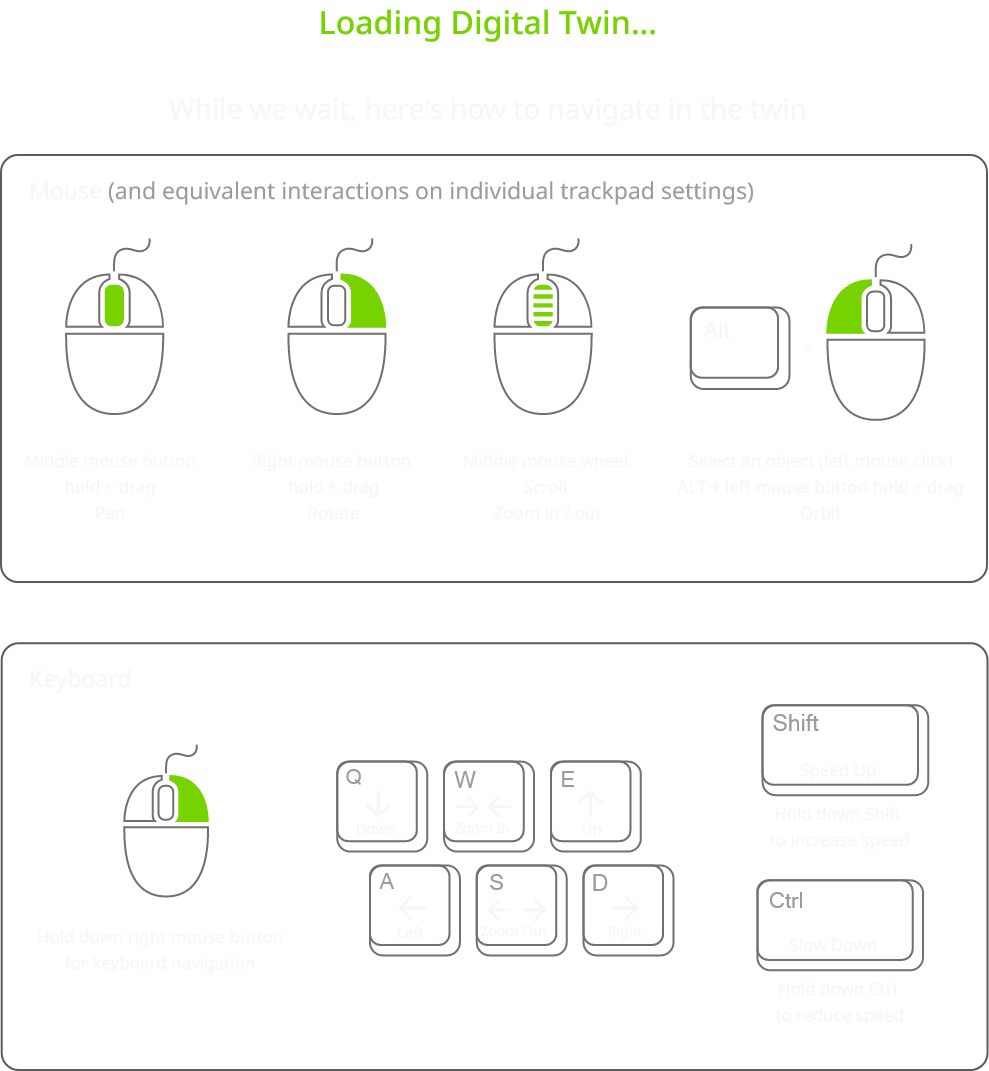 Loading Digital Twin...
While we wait, here's how to navigate in the twin
Mouse (and equivalent interactions on individual trackpad settings)
Alt
+
Middle mouse button
hold + drag
Pan
Right mouse button
hold + drag
Rotate
Middle mouse wheel
Scroll
Zoom in / out
Select an object (left mouse click)
ALT + left mouse button hold + drag
Orbit
Keyboard
Hold down right mouse button
for keyboard navigation
Q
Down
W
Zoom In
E
Up
A
Left
S
Zoom Out
D
Right
Shift
Speed Up
Hold down Shift
to increase speed
Ctrl
Slow Down
Hold down Ctrl
to reduce speed